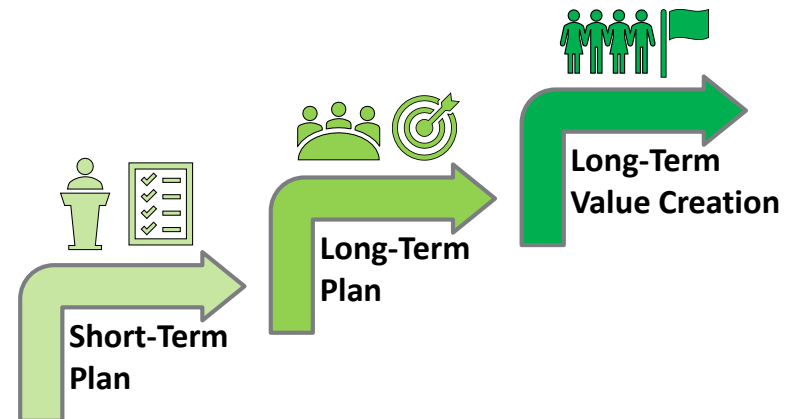 Short-Term
Plan
Long-Term
Plan
Long-Term
Value Creation